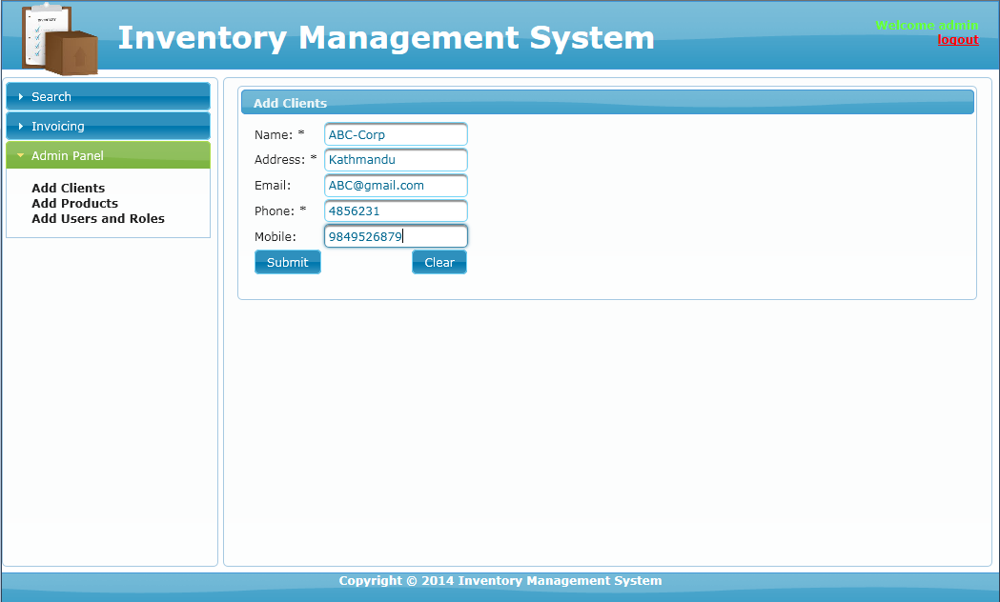 INVENTORY
Inventory Management System
Welcome admin
logout
Search
Invoicing
Admin Panel
Add Clients
Add Products
Add Users and Roles
Add Clients
Name: * ABC-Corp
Address: * Kathmandu
Email: ABC@gmail.com
Phone: * 4856231
Mobile: 9849526879
Submit Clear
Copyright © 2014 Inventory Management System